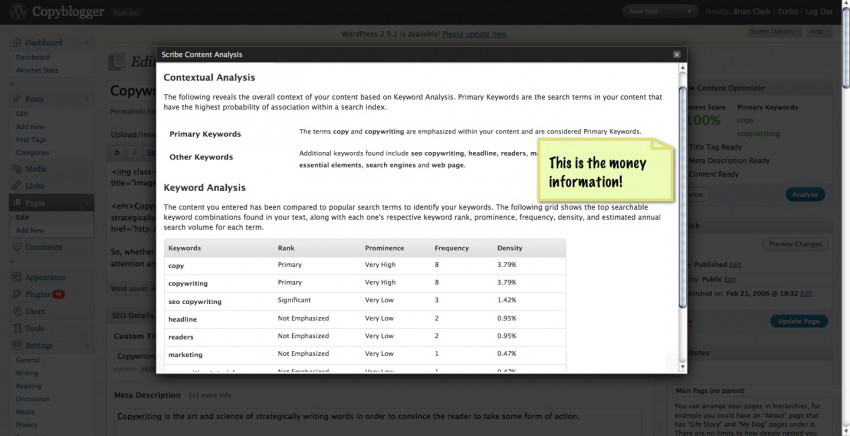 Copyblogger
Visit Site
New Post
Howdy, Brian Clark | Turbo | Log Out
WordPress 2.9.1 is available! Please update now.
Screen Options
Help
Dashboard
Dashboard
Akismet Stats
Posts
Edit
Add New
Post Tags
Categories
Media
Links
Pages
Edit
Add New
Comments
Appearance
Plugins
Users
Tools
Settings
General
Writing
Reading
Discussion
Media
Privacy
Edit
Permalink:
Upload/Inse
<img class=
title="Image
<em>Copy
strategically
href="http:
So, whether
attention an
Word count: 4
SEO Details
Custom Tit
Copywriting
Scribe Content Analysis
Contextual Analysis
The following reveals the overall context of your content based on Keyword Analysis. Primary Keywords are the search terms in your content that
have the highest probability of association within a search index.
Primary Keywords
The terms copy and copywriting are emphasized within your content and are considered Primary Keywords.
Other Keywords
Additional keywords found include seo copywriting, headline, readers, ma
essential elements, search engines and web page.
This is the money
information!
Keyword Analysis
The content you entered has been compared to popular search terms to identify your keywords. The following grid shows the top searchable
keyword combinations found in your text, along with each one's respective keyword rank, prominence, frequency, density, and estimated annual
search volume for each term.
Keywords Rank Prominence Frequency Density
copy Primary Very High 8 3.79%
copywriting Primary Very High 8 3.79%
seo copywriting Significant Very Low 3 1.42%
headline Not Emphasized Very Low 2 0.95%
readers Not Emphasized Very Low 2 0.95%
marketing Not Emphasized Very Low 1 0.47%
Not Emphasized Very Low 1 0.47%
be Content Optimizer
ntent Score
Primary Keywords
100%
copy
copywriting
Title Tag Ready
Meta Description Ready
Content Ready
Analyze
Preview Changes
Published Edit
Public Edit
blished on: Feb 21, 2006 @ 18:32 Edit
Update Page
Main Page (no parent)
You can arrange your pages in hierarchies, for
example you could have an "About" page that
has "Life Story" and "My Dog" pages under it.
There are no limits to how deeply nested you
Meta Description [+] more info
Copywriting is the art and science of strategically writing words in order to convince the reader to take some form of action.